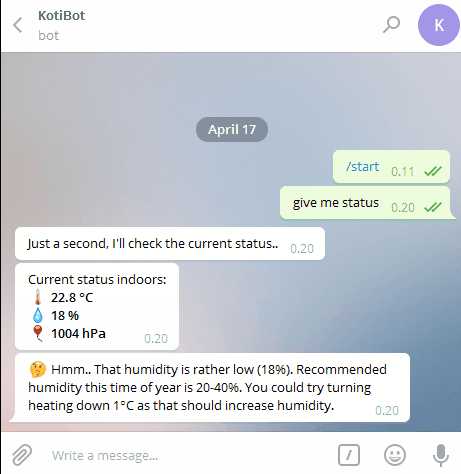 KotiBot
bot
K
April 17
/start 0.11
give me status 0.20
Just a second, I'll check the current status.. 0.20
Current status indoors:
22.8 °C
18 %
1004 hPa 0.20
Hmm.. That humidity is rather low (18%). Recommended
humidity this time of year is 20-40%. You could try turning
heating down 1°C as that should increase humidity. 0.20
Write a message...
/